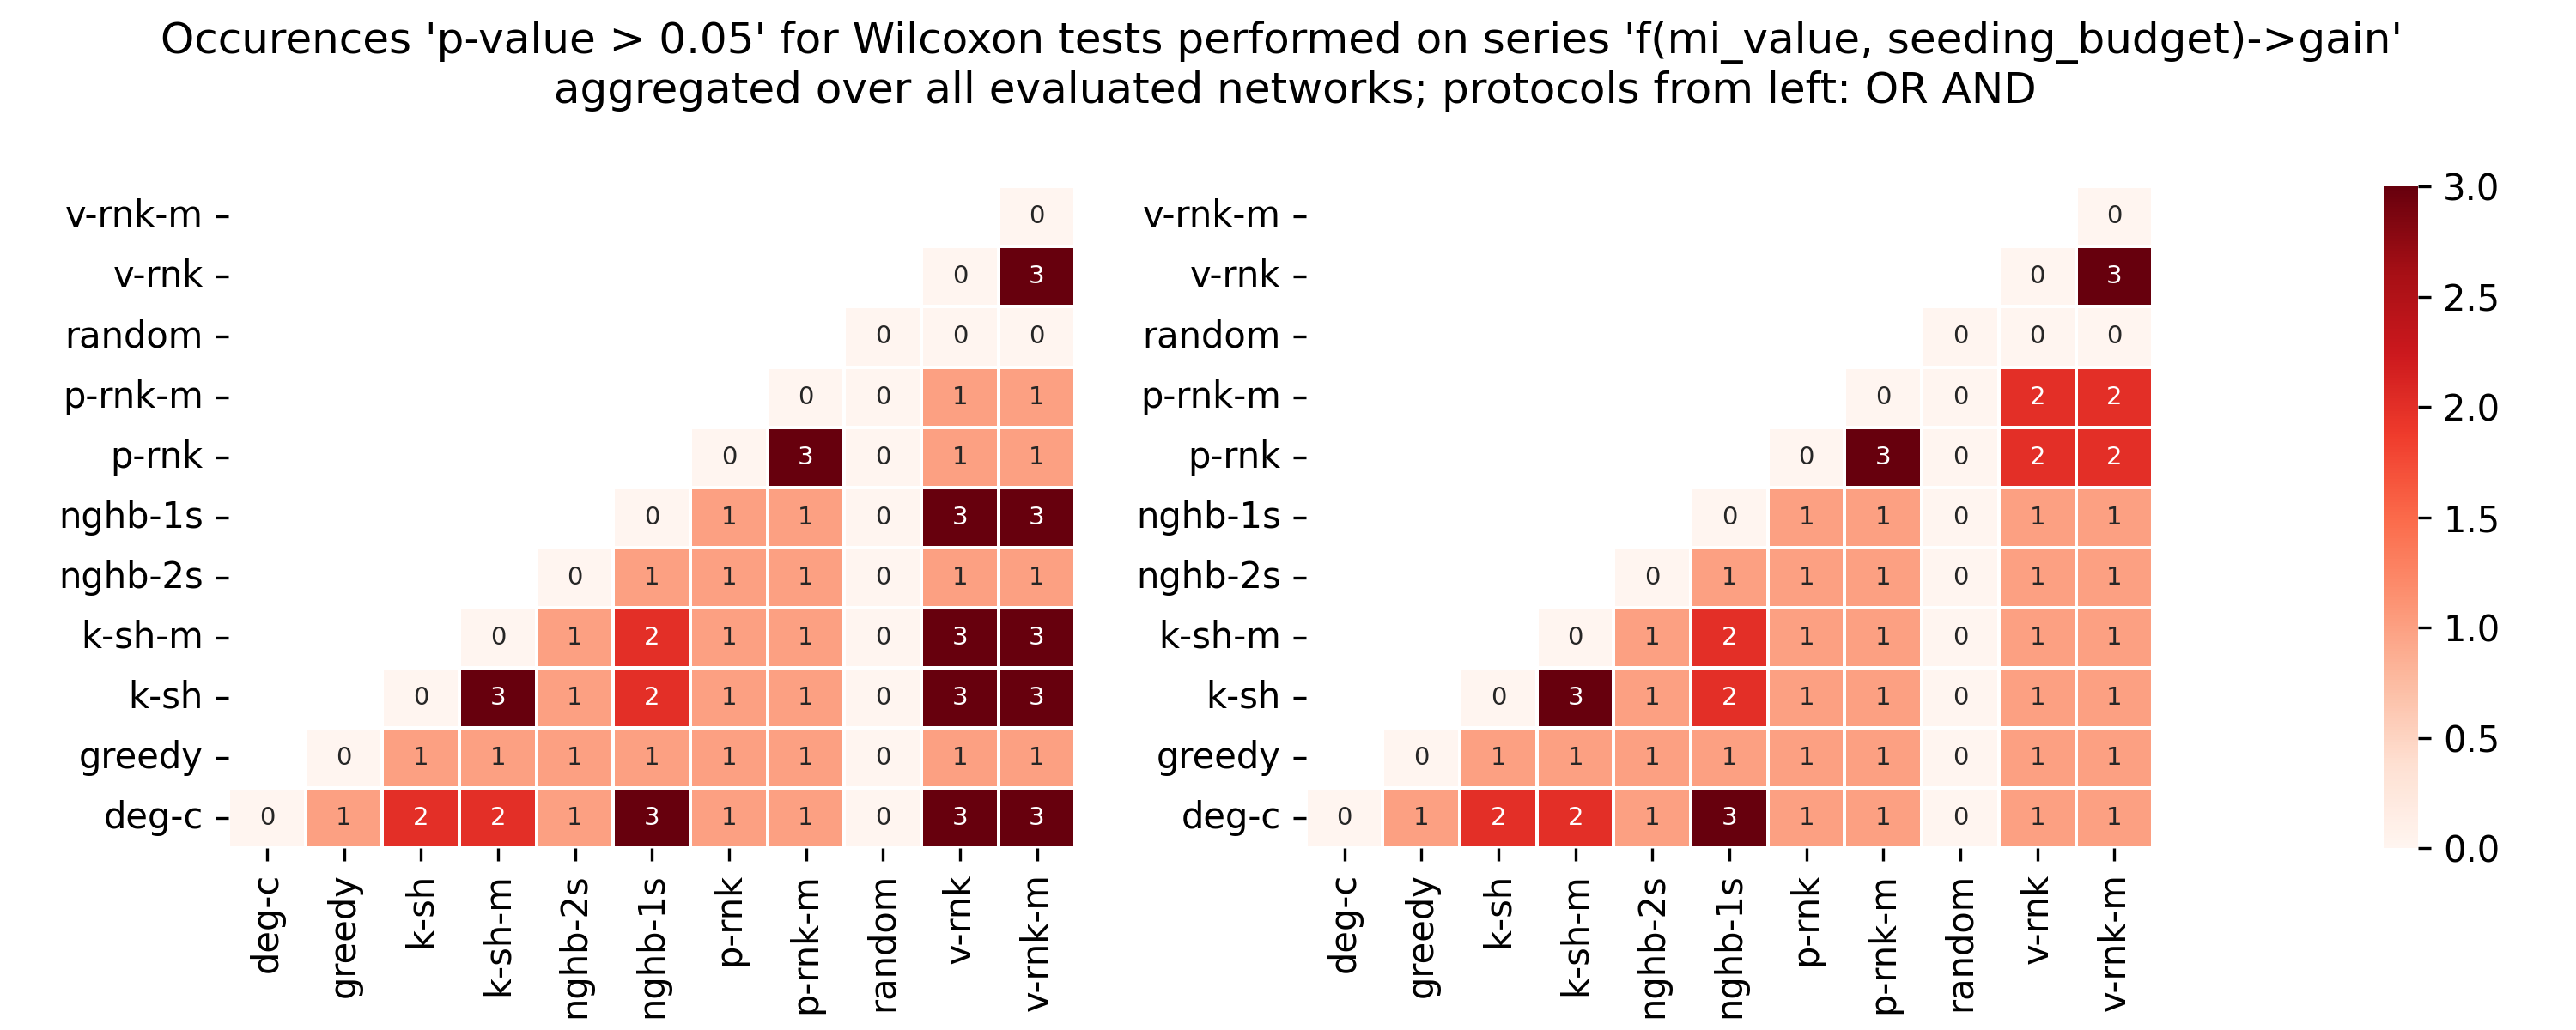 Occurences 'p-value > 0.05' for Wilcoxon tests performed on series 'f(mi_value, seeding_budget)->gain'
aggregated over all evaluated networks; protocols from left: OR AND
v-rnk-m 0
v-rnk 0 3
random 0 0 0
p-rnk-m 0 0 1 1
p-rnk 0 3 0 1 1
nghb-1s 0 1 1 0 3 3
nghb-2s 0 1 1 1 0 1 1
k-sh-m 0 1 2 1 1 0 3 3
k-sh 0 3 1 2 1 1 0 3 3
greedy 0 1 1 1 1 1 1 0 1 1
deg-c 0 1 2 2 1 3 1 1 0 3 3
deg-c greedy k-sh k-sh-m nghb-2s nghb-1s p-rnk p-rnk-m random v-rnk v-rnk-m
v-rnk-m 0
v-rnk 0 3
random 0 0 0
p-rnk-m 0 0 2 2
p-rnk 0 3 0 2 2
nghb-1s 0 1 1 0 1 1
nghb-2s 0 1 1 1 0 1 1
k-sh-m 0 1 2 1 1 0 1 1
k-sh 0 3 1 2 1 1 0 1 1
greedy 0 1 1 1 1 1 1 0 1 1
deg-c 0 1 2 2 1 3 1 1 0 1 1
deg-c greedy k-sh k-sh-m nghb-2s nghb-1s p-rnk p-rnk-m random v-rnk v-rnk-m
3.0
2.5
2.0
1.5
1.0
0.5
0.0